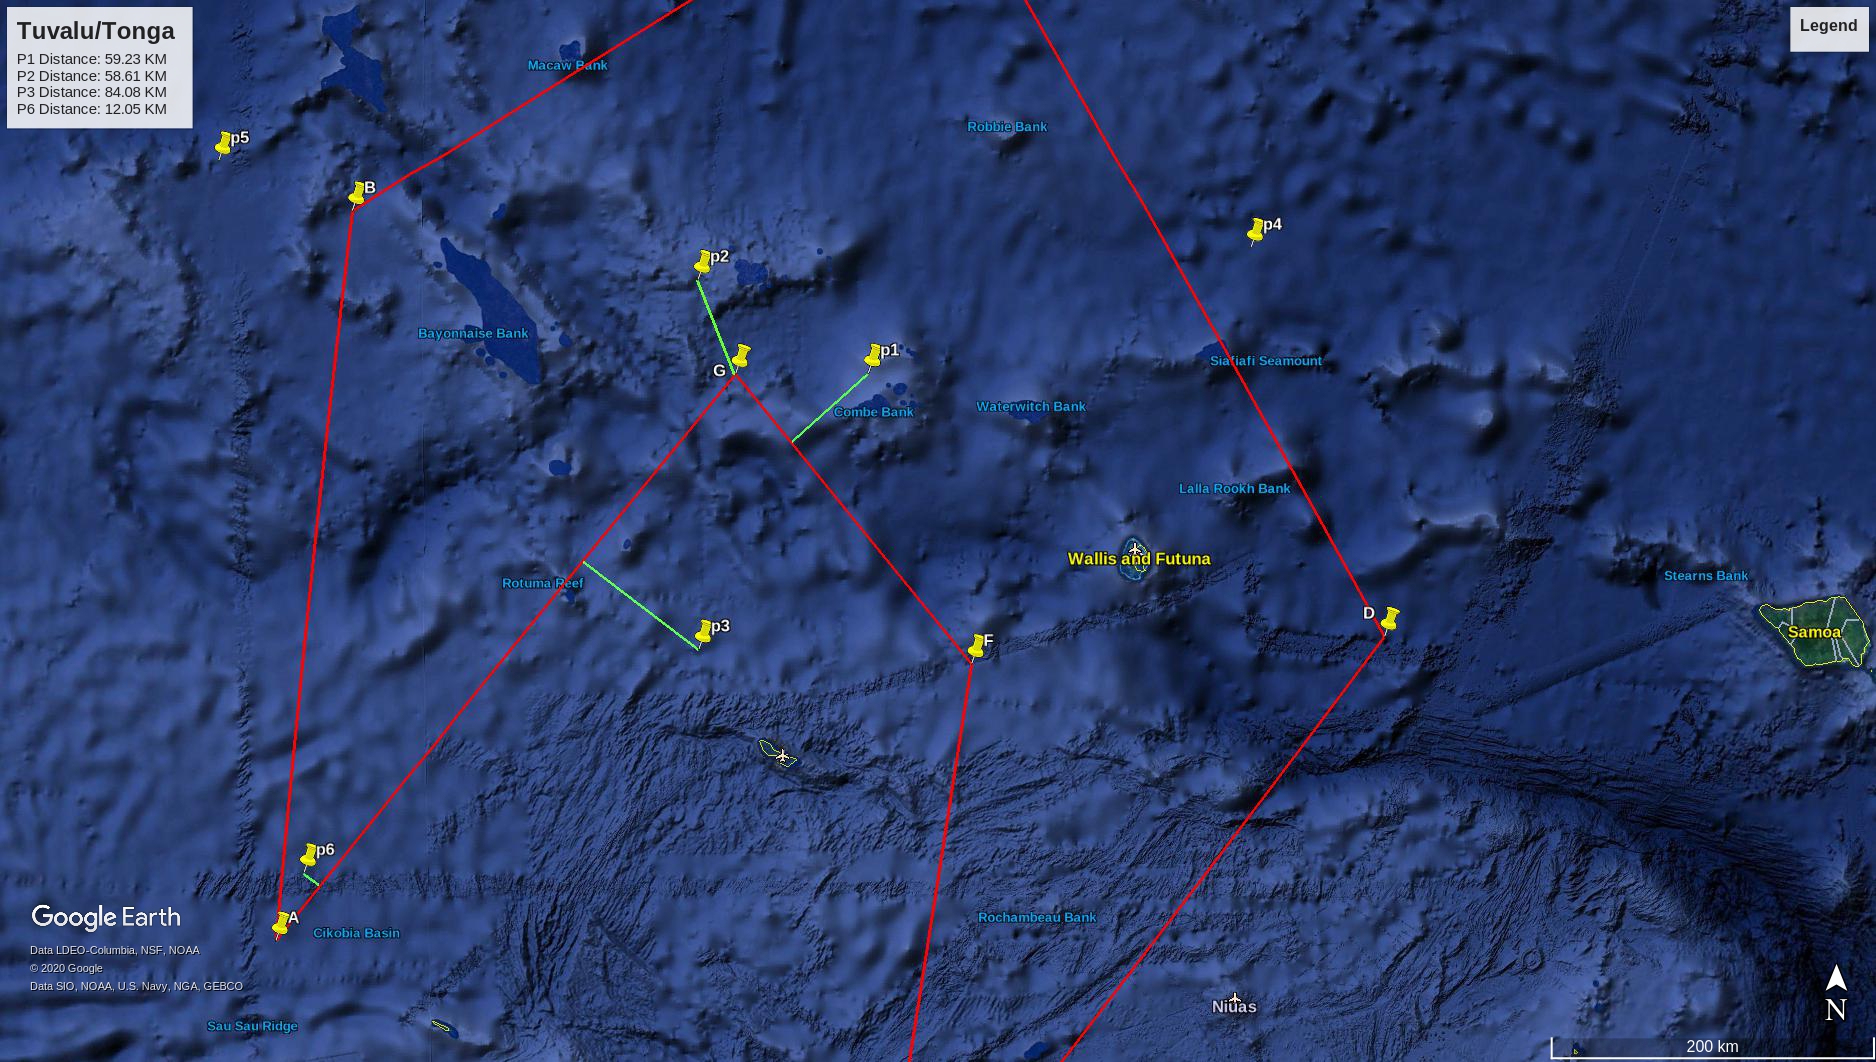 Tuvalu/Tonga
P1 Distance: 59.23 KM
P2 Distance: 58.61 KM
P3 Distance: 84.08 KM
P6 Distance: 12.05 KM
Legend
Macaw Bank
Robbie Bank
p5
B
p4
p2
Bayonnaise Bank
G
p1
Siafiafi Seamount
Combe Bank
Waterwitch Bank
Lalla Rookh Bank
Wallis and Futuna
Rotuma Reef
Stearns Bank
D
p3
F
Samoa
p6
A
Google Earth
Cikobia Basin
Rochambeau Bank
Data LDEO-Columbia, NSF, NOAA
© 2020 Google
Data SIO, NOAA, U.S. Navy, NGA, GEBCO
Niuas
N
Sau Sau Ridge
200 km